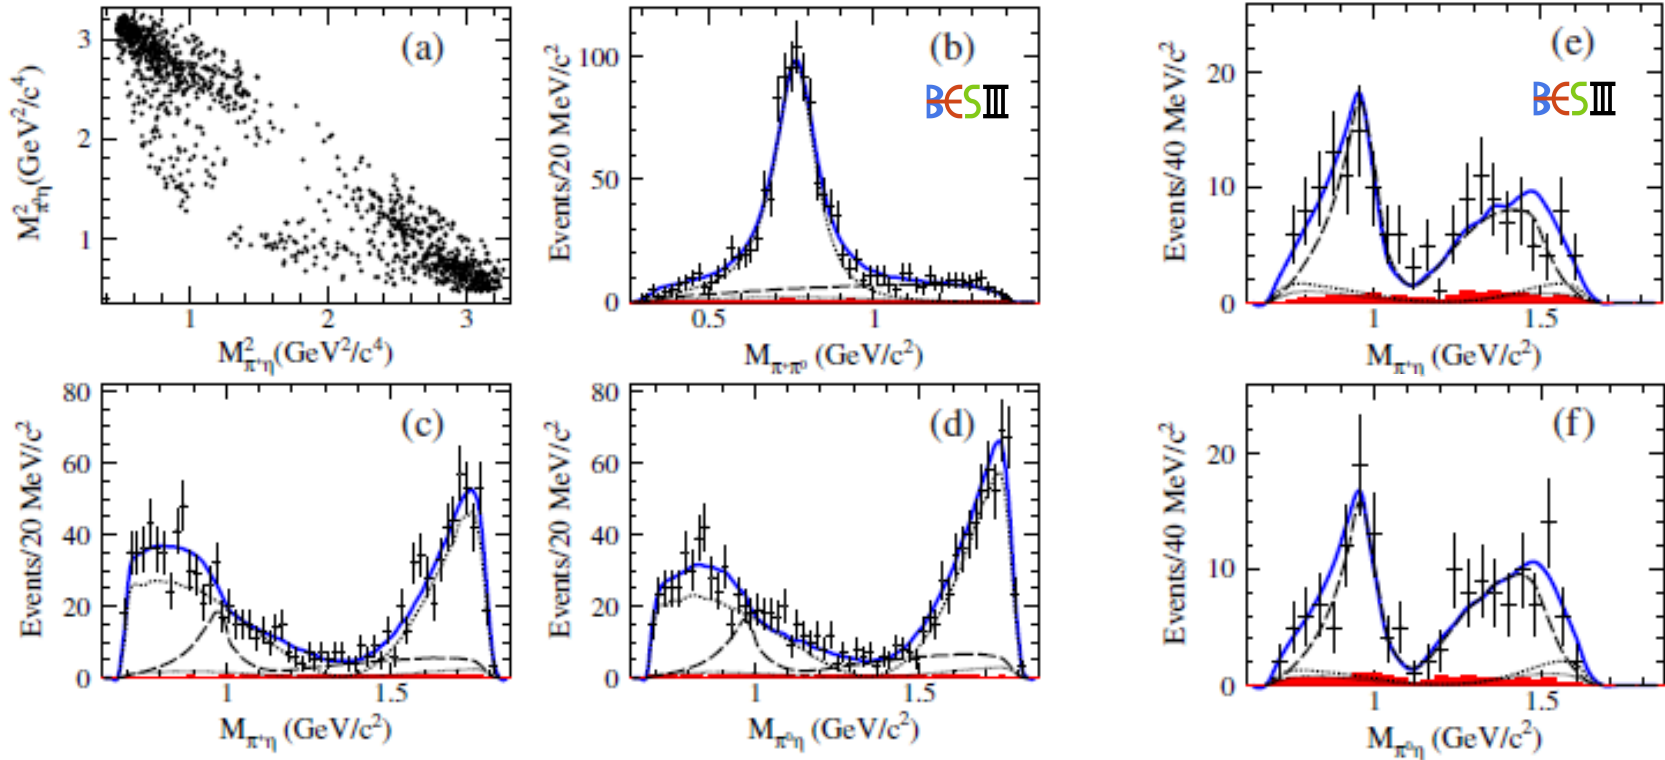 (a)
3
2
1
M²π⁰η(GeV²/c⁴)
1 2 3
M²π⁺η(GeV²/c⁴)
(b)
BESIII
100
50
0
Events/20 MeV/c²
0.5 1
Mπ⁺π⁰ (GeV/c²)
(e)
BESIII
20
10
0
Events/40 MeV/c²
1 1.5
Mπ⁺η (GeV/c²)
(c)
80
60
40
20
0
Events/20 MeV/c²
1 1.5
Mπ⁺η (GeV/c²)
(d)
80
60
40
20
0
Events/20 MeV/c²
1 1.5
Mπ⁰η (GeV/c²)
(f)
20
10
0
Events/40 MeV/c²
1 1.5
Mπ⁰η (GeV/c²)